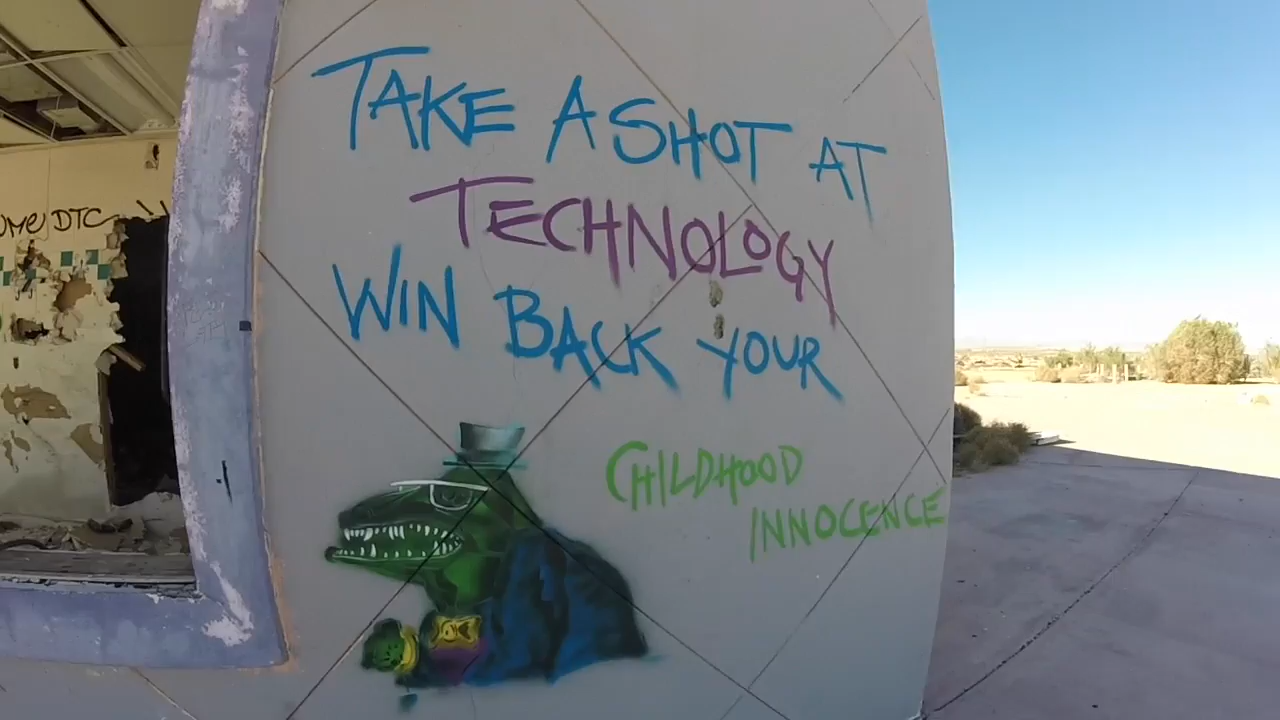 TAKE A SHOT AT
TECHNOLOGY
WIN BACK YOUR
CHILDHOOD
INNOCENCE
DTC